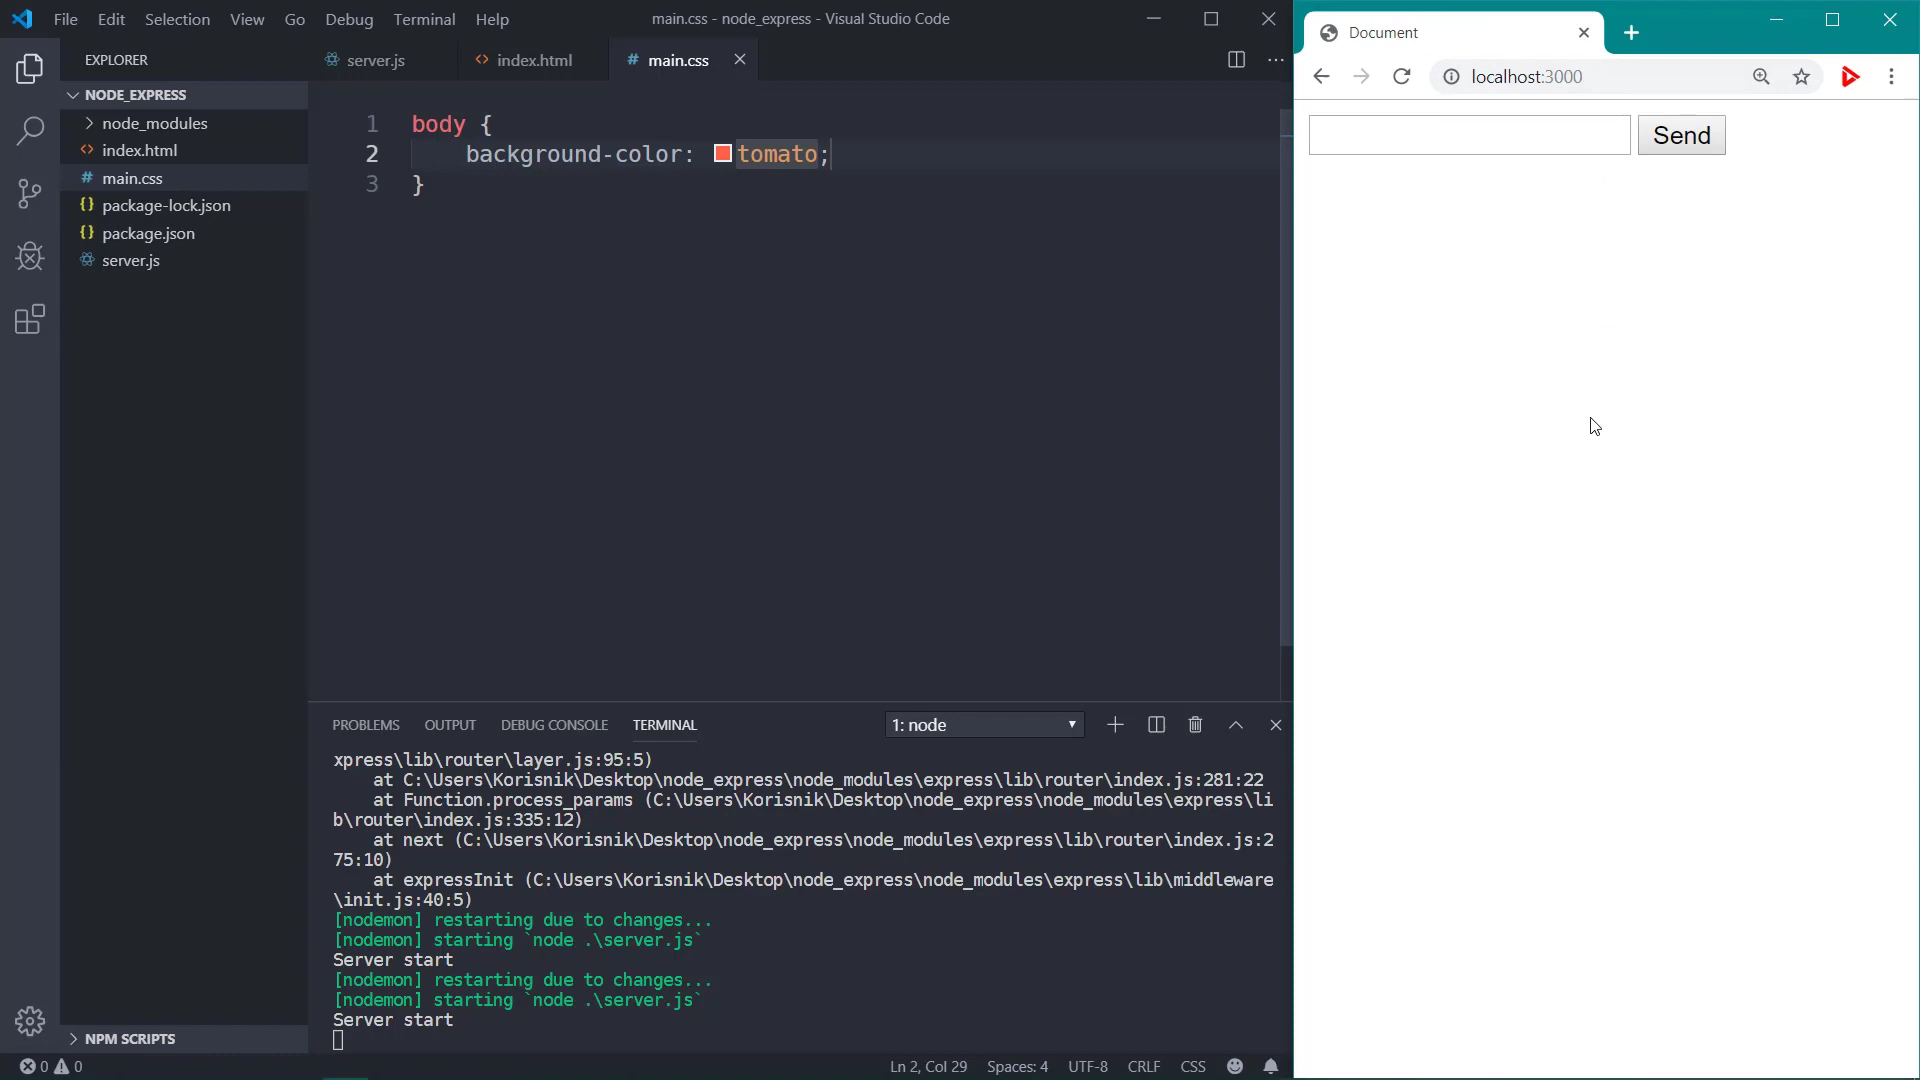 File Edit Selection View Go Debug Terminal Help
main.css - node_express - Visual Studio Code
EXPLORER
NODE_EXPRESS
node_modules
index.html
main.css
package-lock.json
package.json
server.js
NPM SCRIPTS
server.js index.html main.css
1 body {
2 background-color: tomato;
3 }
PROBLEMS OUTPUT DEBUG CONSOLE TERMINAL 1: node
xpress\lib\router\layer.js:95:5)
at C:\Users\Korisnik\Desktop\node_express\node_modules\express\lib\router\index.js:281:22
at Function.process_params (C:\Users\Korisnik\Desktop\node_express\node_modules\express\li
b\router\index.js:335:12)
at next (C:\Users\Korisnik\Desktop\node_express\node_modules\express\lib\router\index.js:2
75:10)
at expressInit (C:\Users\Korisnik\Desktop\node_express\node_modules\express\lib\middleware
\init.js:40:5)
[nodemon] restarting due to changes...
[nodemon] starting `node .\server.js`
Server start
[nodemon] restarting due to changes...
[nodemon] starting `node .\server.js`
Server start
0 0 Ln 2, Col 29 Spaces: 4 UTF-8 CRLF CSS
Document
localhost:3000
Send